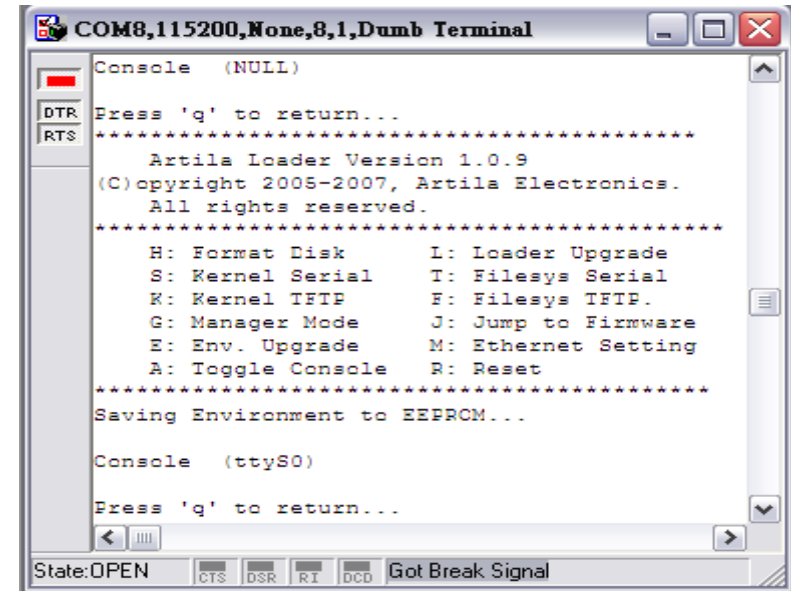 COM8,115200,None,8,1,Dumb Terminal
Console (NULL)
DTR
Press 'q' to return...
RTS
*******************************************
Artila Loader Version 1.0.9
(C)opyright 2005-2007, Artila Electronics.
All rights reserved.
*********************************************
H: Format Disk L: Loader Upgrade
S: Kernel Serial T: Filesys Serial
K: Kernel TFTP F: Filesys TFTP.
G: Manager Mode J: Jump to Firmware
E: Env. Upgrade M: Ethernet Setting
A: Toggle Console R: Reset
********************************************
Saving Environment to EEPROM...
Console (ttyS0)
Press 'q' to return...
State:OPEN CTS DSR RI DCD Got Break Signal